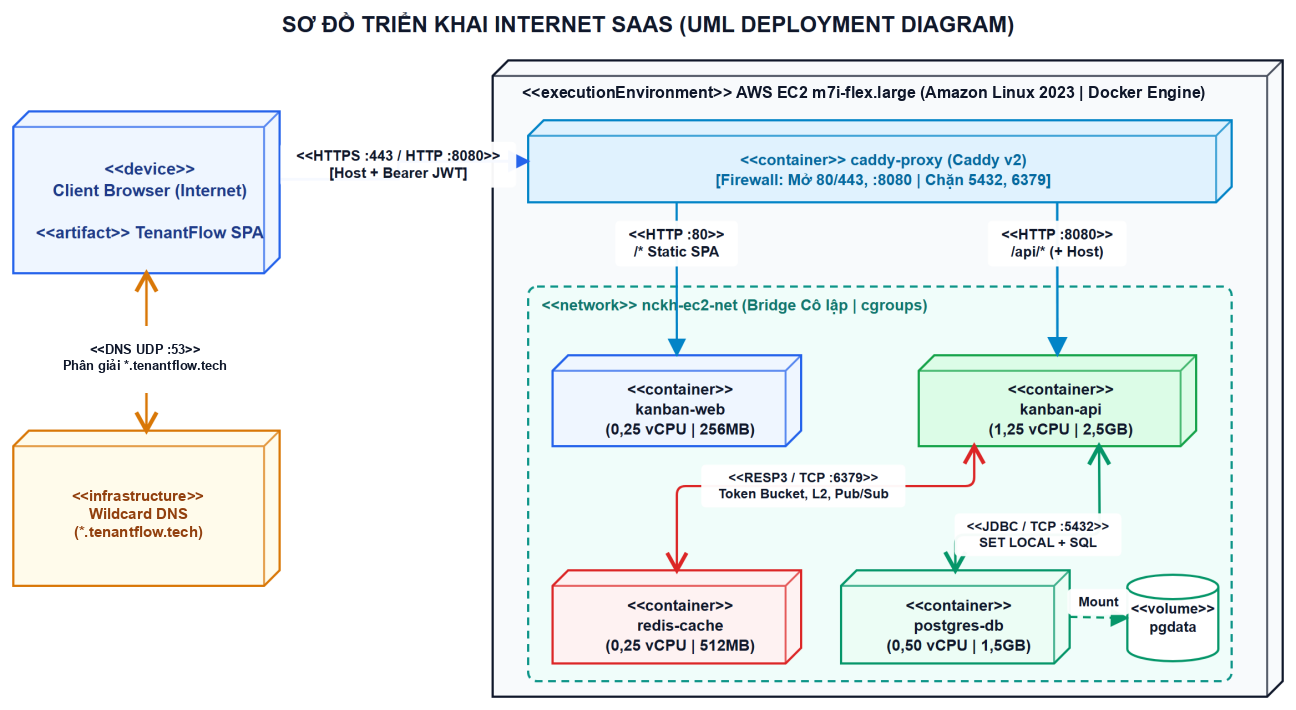 SƠ ĐỒ TRIỂN KHAI INTERNET SAAS (UML DEPLOYMENT DIAGRAM)
<<executionEnvironment>> AWS EC2 m7i-flex.large (Amazon Linux 2023 | Docker Engine)
<<device>>
Client Browser (Internet)
<<artifact>> TenantFlow SPA
<<HTTPS :443 / HTTP :8080>>
[Host + Bearer JWT]
<<container>> caddy-proxy (Caddy v2)
[Firewall: Mở 80/443, :8080 | Chặn 5432, 6379]
<<HTTP :80>>
/* Static SPA
<<HTTP :8080>>
/api/* (+ Host)
<<network>> nckh-ec2-net (Bridge Cô lập | cgroups)
<<DNS UDP :53>>
Phân giải *.tenantflow.tech
<<container>>
kanban-web
(0,25 vCPU | 256MB)
<<container>>
kanban-api
(1,25 vCPU | 2,5GB)
<<infrastructure>>
Wildcard DNS
(*.tenantflow.tech)
<<RESP3 / TCP :6379>>
Token Bucket, L2, Pub/Sub
<<JDBC / TCP :5432>>
SET LOCAL + SQL
<<container>>
redis-cache
(0,25 vCPU | 512MB)
<<container>>
postgres-db
(0,50 vCPU | 1,5GB)
Mount
<<volume>>
pgdata